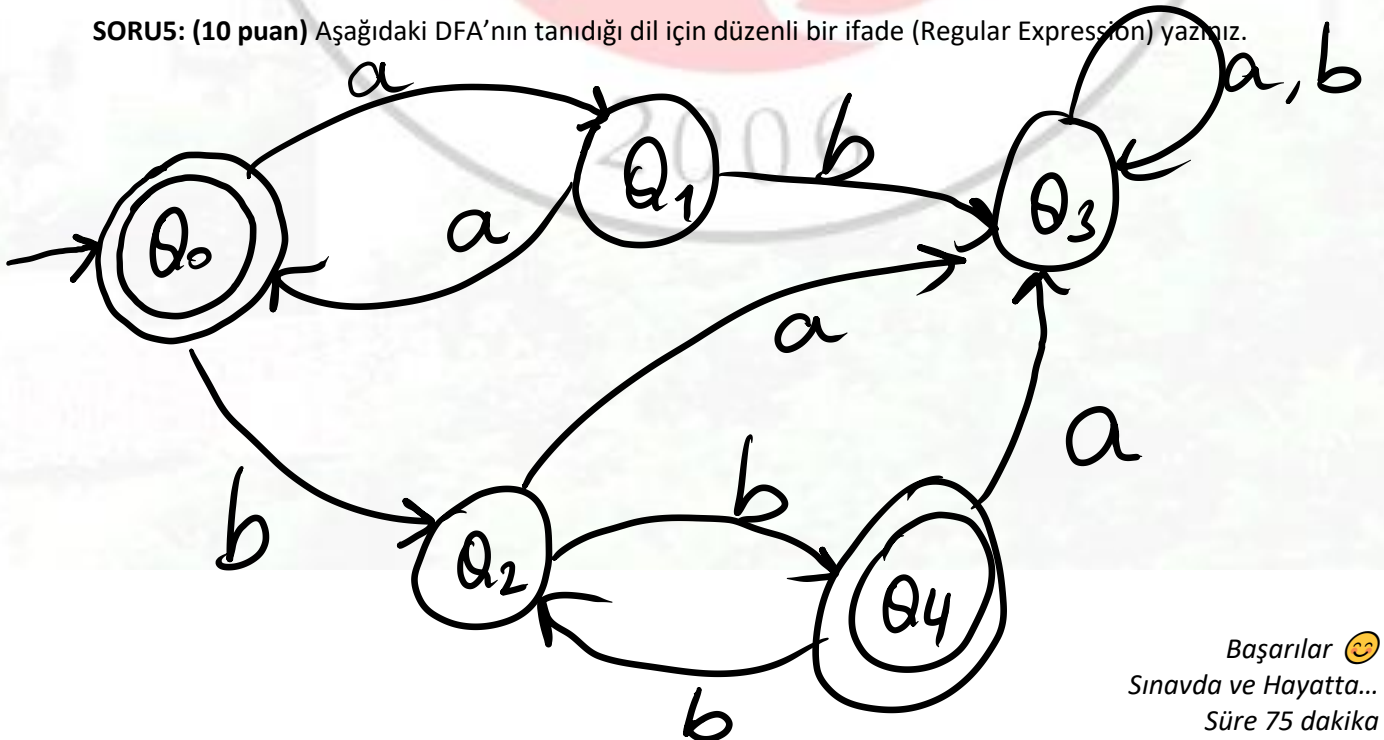 SORU5: (10 puan) Aşağıdaki DFA’nın tanıdığı dil için düzenli bir ifade (Regular Expression) yazınız.
a
a, b
2006
b
Q1
Q3
a
Q0
a
a
b
b
Q2
Q4
b
Başarılar 😊
Sınavda ve Hayatta...
Süre 75 dakika